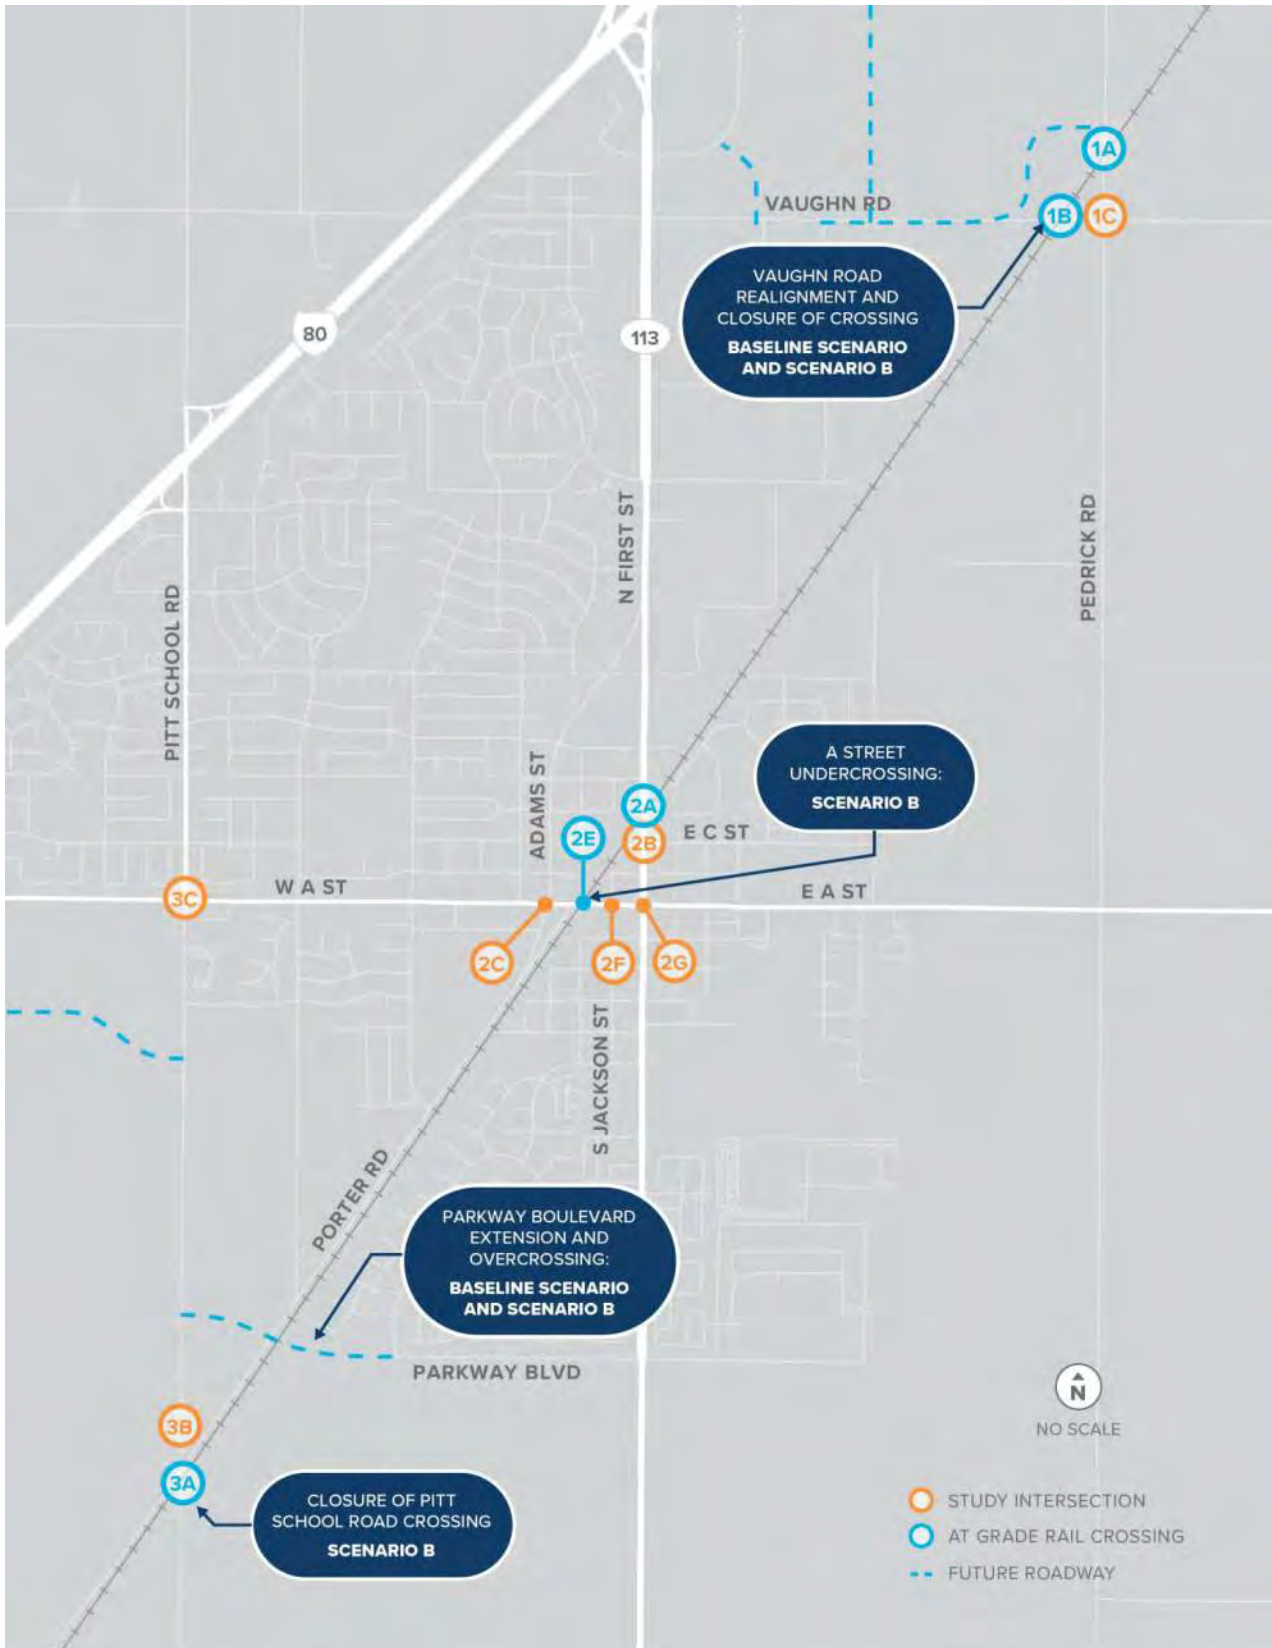 1A
VAUGHN RD
1B
1C
VAUGHN ROAD
REALIGNMENT AND
CLOSURE OF CROSSING
BASELINE SCENARIO
AND SCENARIO B
80
113
N FIRST ST
PEDRICK RD
PITT SCHOOL RD
A STREET
UNDERCROSSING:
SCENARIO B
ADAMS ST
2A
2E
2B
E C ST
3C
W A ST
E A ST
2C
2F
2G
S JACKSON ST
PORTER RD
PARKWAY BOULEVARD
EXTENSION AND
OVERCROSSING:
BASELINE SCENARIO
AND SCENARIO B
PARKWAY BLVD
N
NO SCALE
3B
3A
CLOSURE OF PITT
SCHOOL ROAD CROSSING
SCENARIO B
STUDY INTERSECTION
AT GRADE RAIL CROSSING
FUTURE ROADWAY